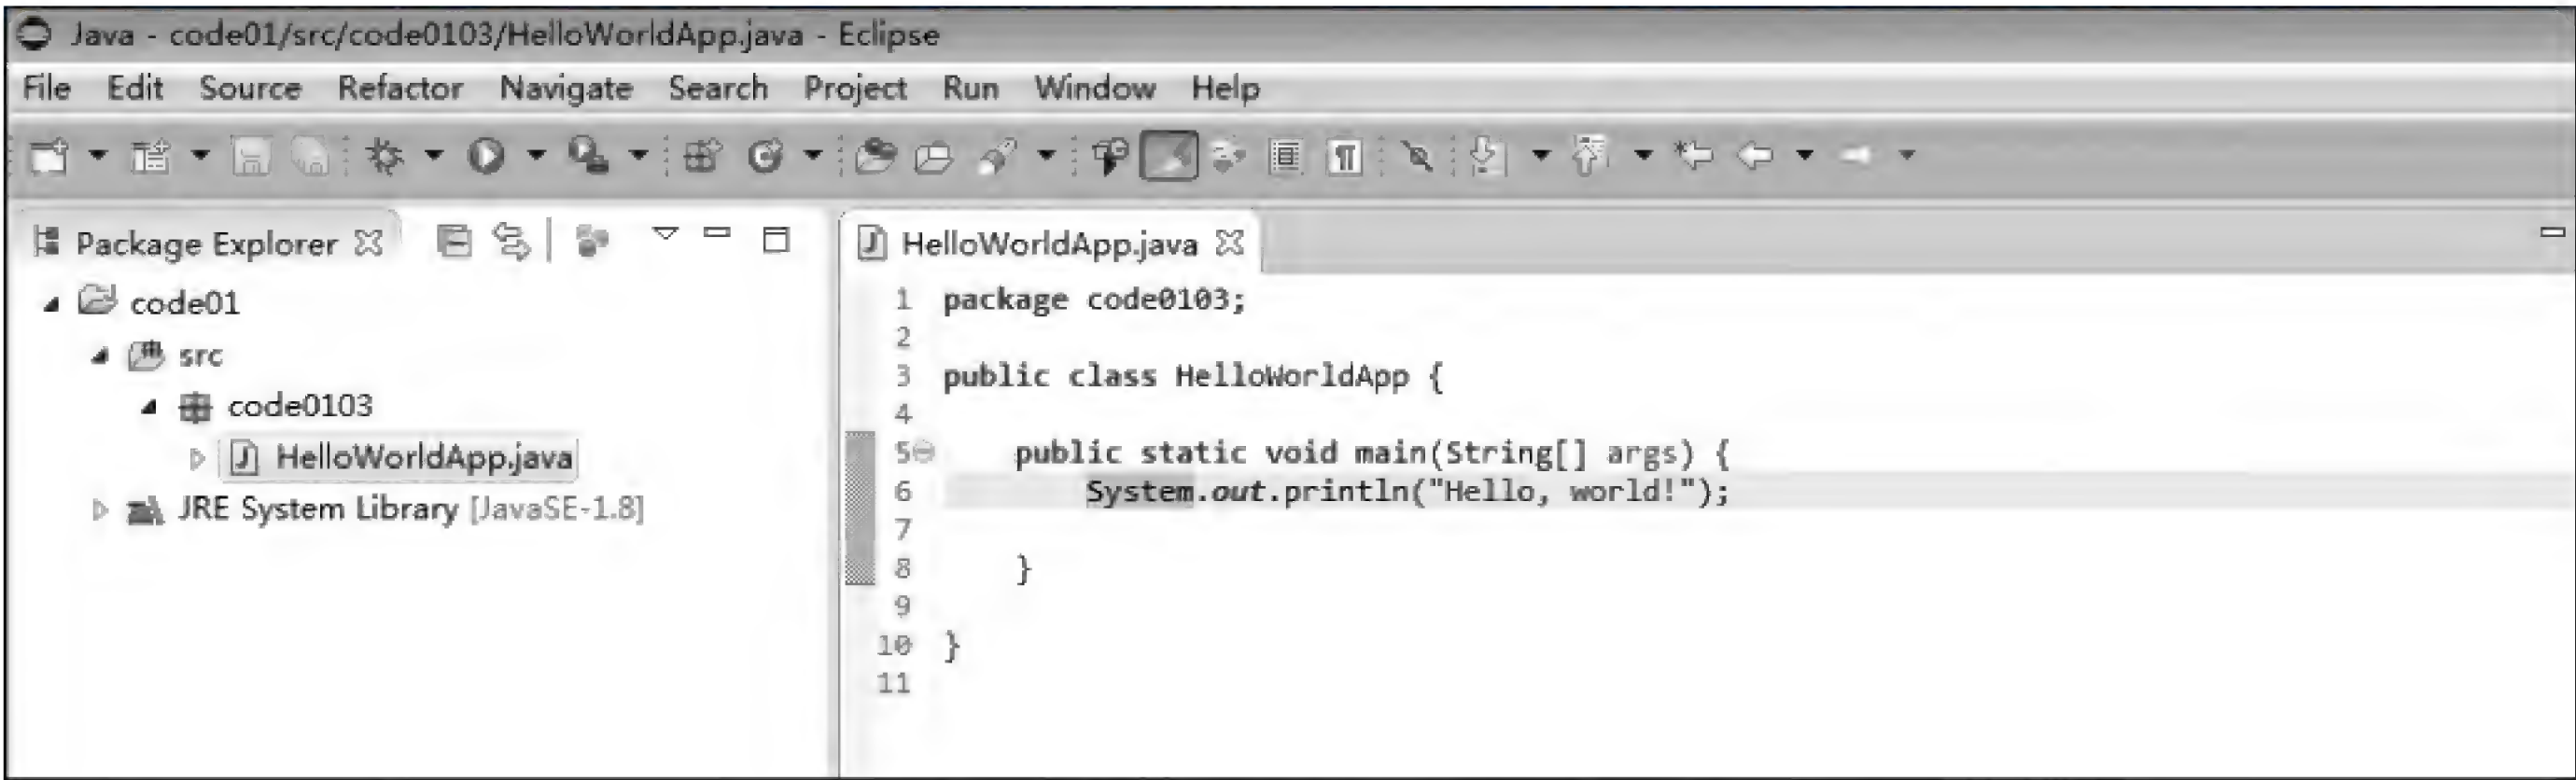 Java - code01/src/code0103/HelloWorldApp.java - Eclipse
File Edit Source Refactor Navigate Search Project Run Window Help
Package Explorer
code01
src
code0103
HelloWorldApp.java
JRE System Library [JavaSE-1.8]
HelloWorldApp.java
1 package code0103;
2
3 public class HelloWorldApp {
4
5 public static void main(String[] args) {
6 System.out.println("Hello, world!");
7
8 }
9
10 }
11